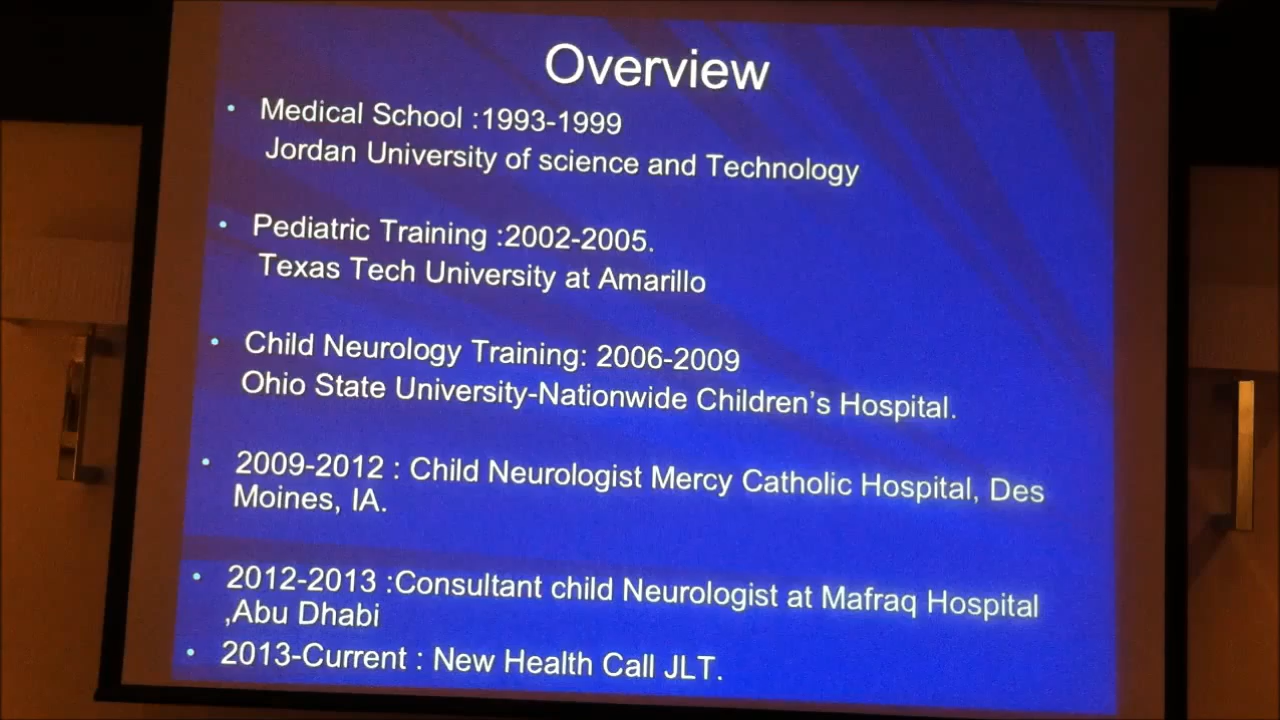 Overview
• Medical School :1993-1999
Jordan University of science and Technology
• Pediatric Training :2002-2005.
Texas Tech University at Amarillo
• Child Neurology Training: 2006-2009
Ohio State University-Nationwide Children's Hospital.
• 2009-2012 : Child Neurologist Mercy Catholic Hospital, Des
Moines, IA.
• 2012-2013 :Consultant child Neurologist at Mafraq Hospital
,Abu Dhabi
• 2013-Current : New Health Call JLT.